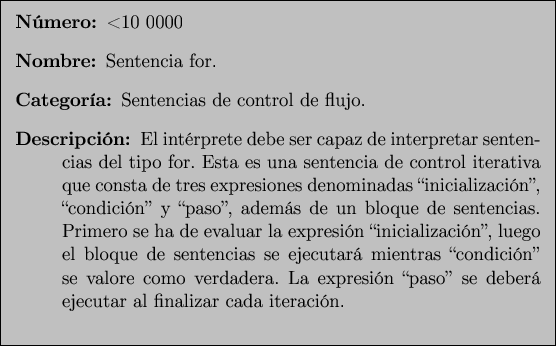 Número: <10 0000
Nombre: Sentencia for.
Categoría: Sentencias de control de flujo.
Descripción: El intérprete debe ser capaz de interpretar senten-
cias del tipo for. Esta es una sentencia de control iterativa
que consta de tres expresiones denominadas “inicialización”,
“condición” y “paso”, además de un bloque de sentencias.
Primero se ha de evaluar la expresión “inicialización”, luego
el bloque de sentencias se ejecutará mientras “condición”
se valore como verdadera. La expresión “paso” se deberá
ejecutar al finalizar cada iteración.